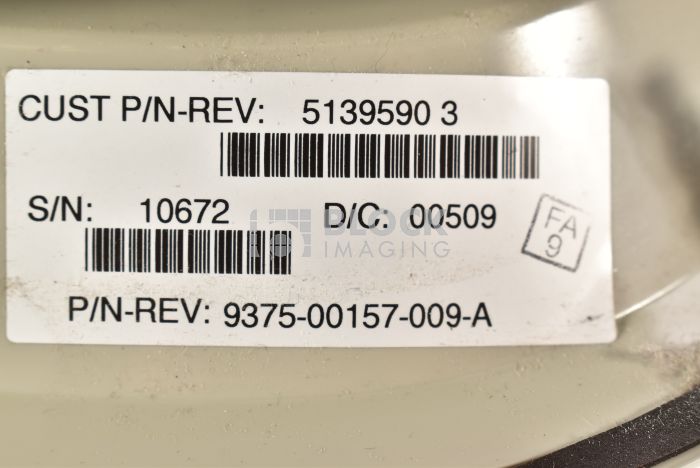 CUST P/N-REV: 5139590 3
S/N: 10672 D/C: 00509
FA
9
BLOCK
IMAGING
P/N-REV: 9375-00157-009-A